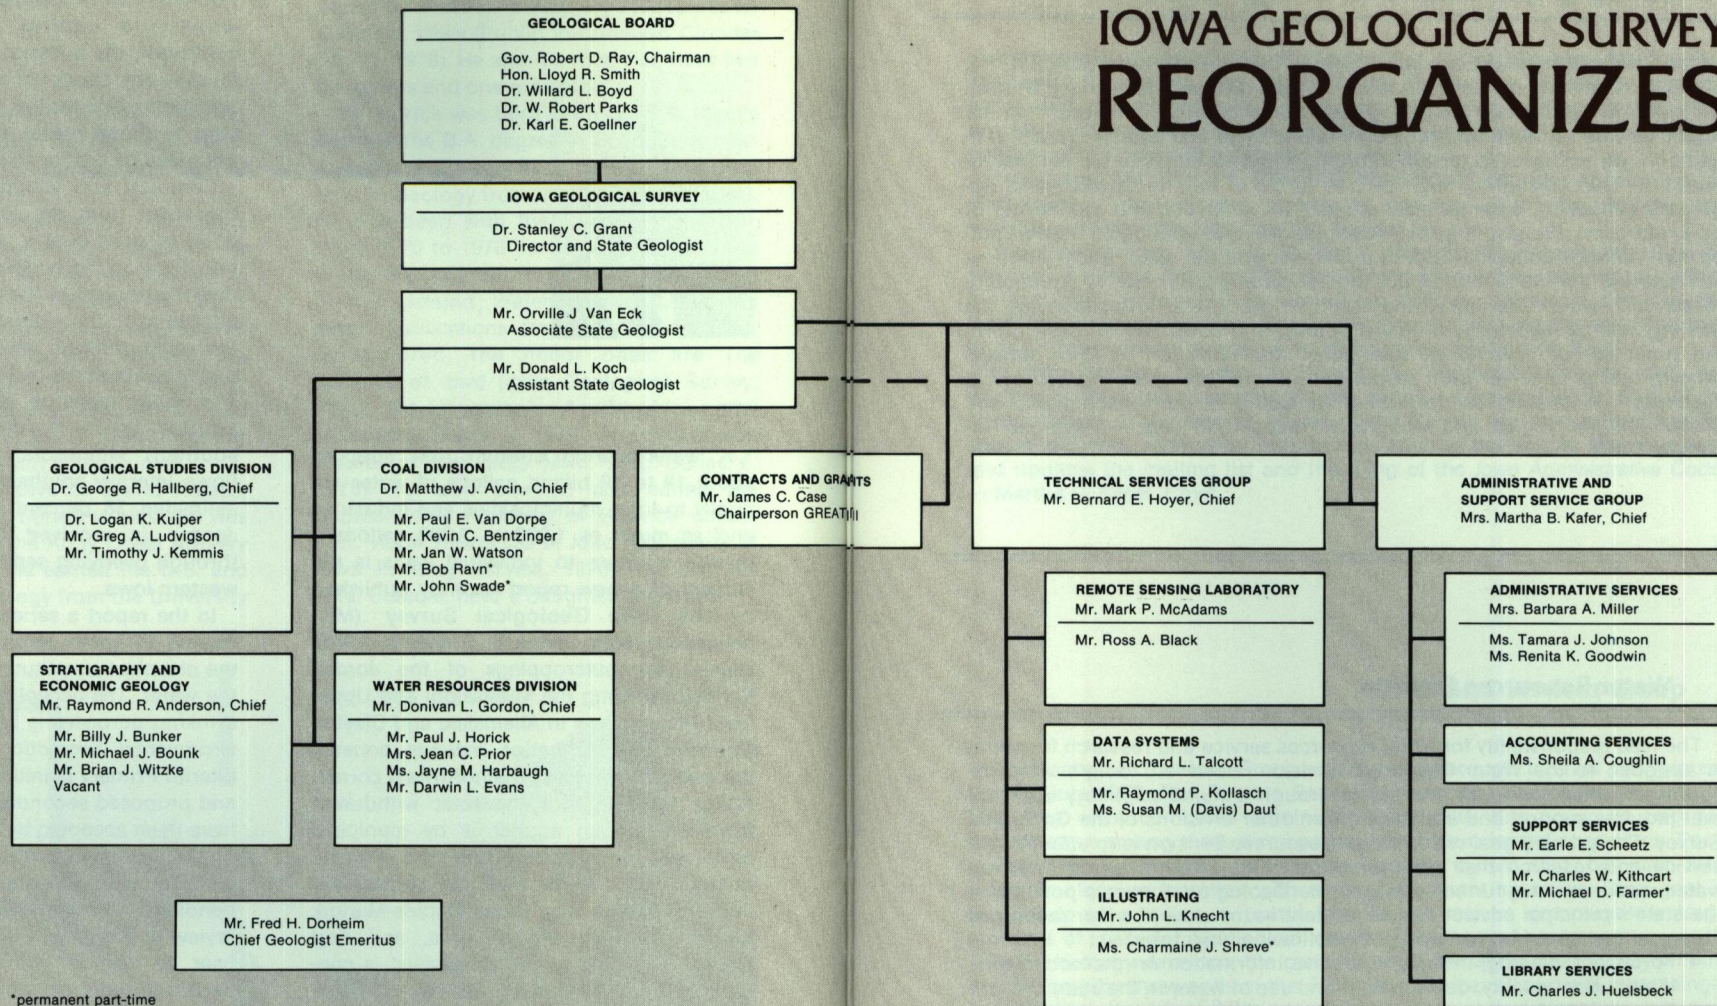 IOWA GEOLOGICAL SURVEY
REORGANIZES
GEOLOGICAL BOARD
Gov. Robert D. Ray, Chairman
Hon. Lloyd R. Smith
Dr. Willard L. Boyd
Dr. W. Robert Parks
Dr. Karl E. Goellner
IOWA GEOLOGICAL SURVEY
Dr. Stanley C. Grant
Director and State Geologist
Mr. Orville J Van Eck
Associate State Geologist
Mr. Donald L. Koch
Assistant State Geologist
GEOLOGICAL STUDIES DIVISION
Dr. George R. Hallberg, Chief
Dr. Logan K. Kuiper
Mr. Greg A. Ludvigson
Mr. Timothy J. Kemmis
COAL DIVISION
Dr. Matthew J. Avcin, Chief
Mr. Paul E. Van Dorpe
Mr. Kevin C. Bentzinger
Mr. Jan W. Watson
Mr. Bob Ravn*
Mr. John Swade*
STRATIGRAPHY AND
ECONOMIC GEOLOGY
Mr. Raymond R. Anderson, Chief
Mr. Billy J. Bunker
Mr. Michael J. Bounk
Mr. Brian J. Witzke
Vacant
WATER RESOURCES DIVISION
Mr. Donivan L. Gordon, Chief
Mr. Paul J. Horick
Mrs. Jean C. Prior
Ms. Jayne M. Harbaugh
Mr. Darwin L. Evans
Mr. Fred H. Dorheim
Chief Geologist Emeritus
*permanent part-time
CONTRACTS AND GRANTS
Mr. James C. Case
Chairperson
TECHNICAL SERVICES GROUP
Mr. Bernard E. Hoyer, Chief
REMOTE SENSING LABORATORY
Mr. Mark P. McAdams
Mr. Ross A. Black
DATA SYSTEMS
Mr. Richard L. Talcott
Mr. Raymond P. Kollasch
Ms. Susan M. (Davis) Daut
ILLUSTRATING
Mr. John L. Knecht
Ms. Charmaine J. Shreve*
ADMINISTRATIVE AND
SUPPORT SERVICE GROUP
Mrs. Martha B. Kafer, Chief
ADMINISTRATIVE SERVICES
Mrs. Barbara A. Miller
Ms. Tamara J. Johnson
Ms. Renita K. Goodwin
ACCOUNTING SERVICES
Ms. Sheila A. Coughlin
SUPPORT SERVICES
Mr. Earle E. Scheetz
Mr. Charles W. Kithcart
Mr. Michael D. Farmer*
LIBRARY SERVICES
Mr. Charles J. Huelsbeck